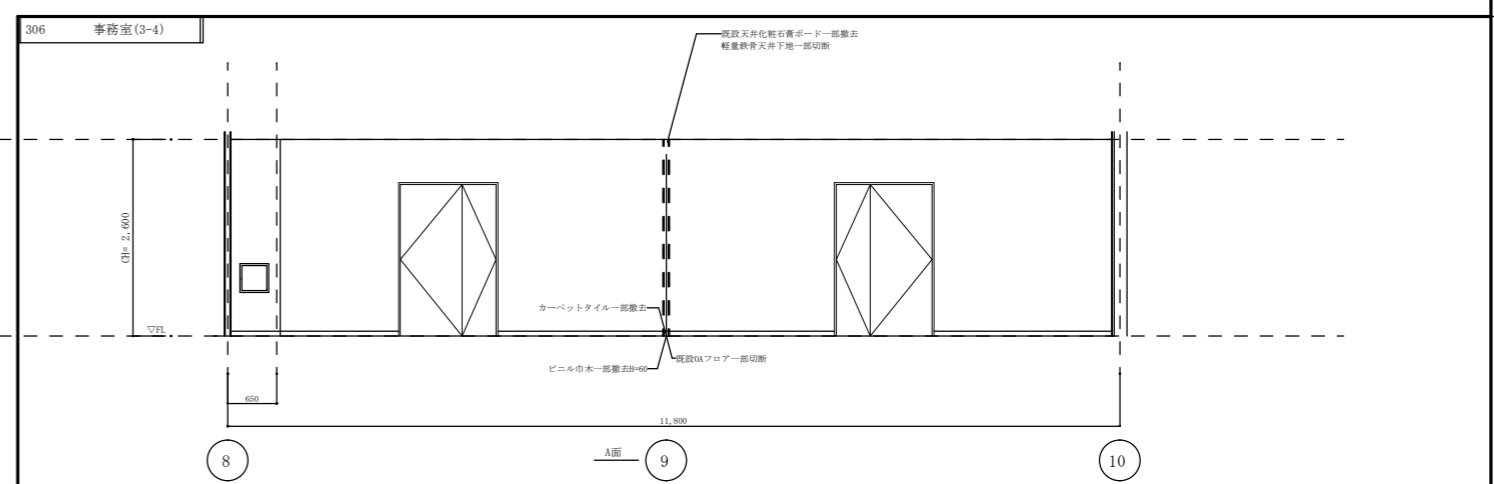 306 事務室(3-4)
既設天井化粧石膏ボード一部撤去
軽量鉄骨天井下地一部切断
CH= 2,600
▽FL
カーペットタイル一部撤去
既設OAフロアー部切断
ビニル巾木一部撤去H=60
650
11,800
A面
8
9
10